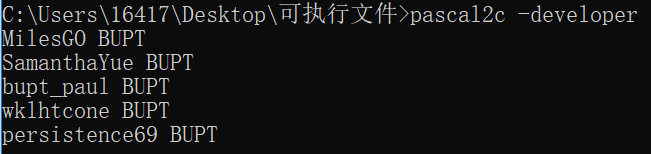 C:\Users\16417\Desktop\可执行文件>pascal2c -developer
MilesGO BUPT
SamanthaYue BUPT
bupt_paul BUPT
wklhtcone BUPT
persistence69 BUPT